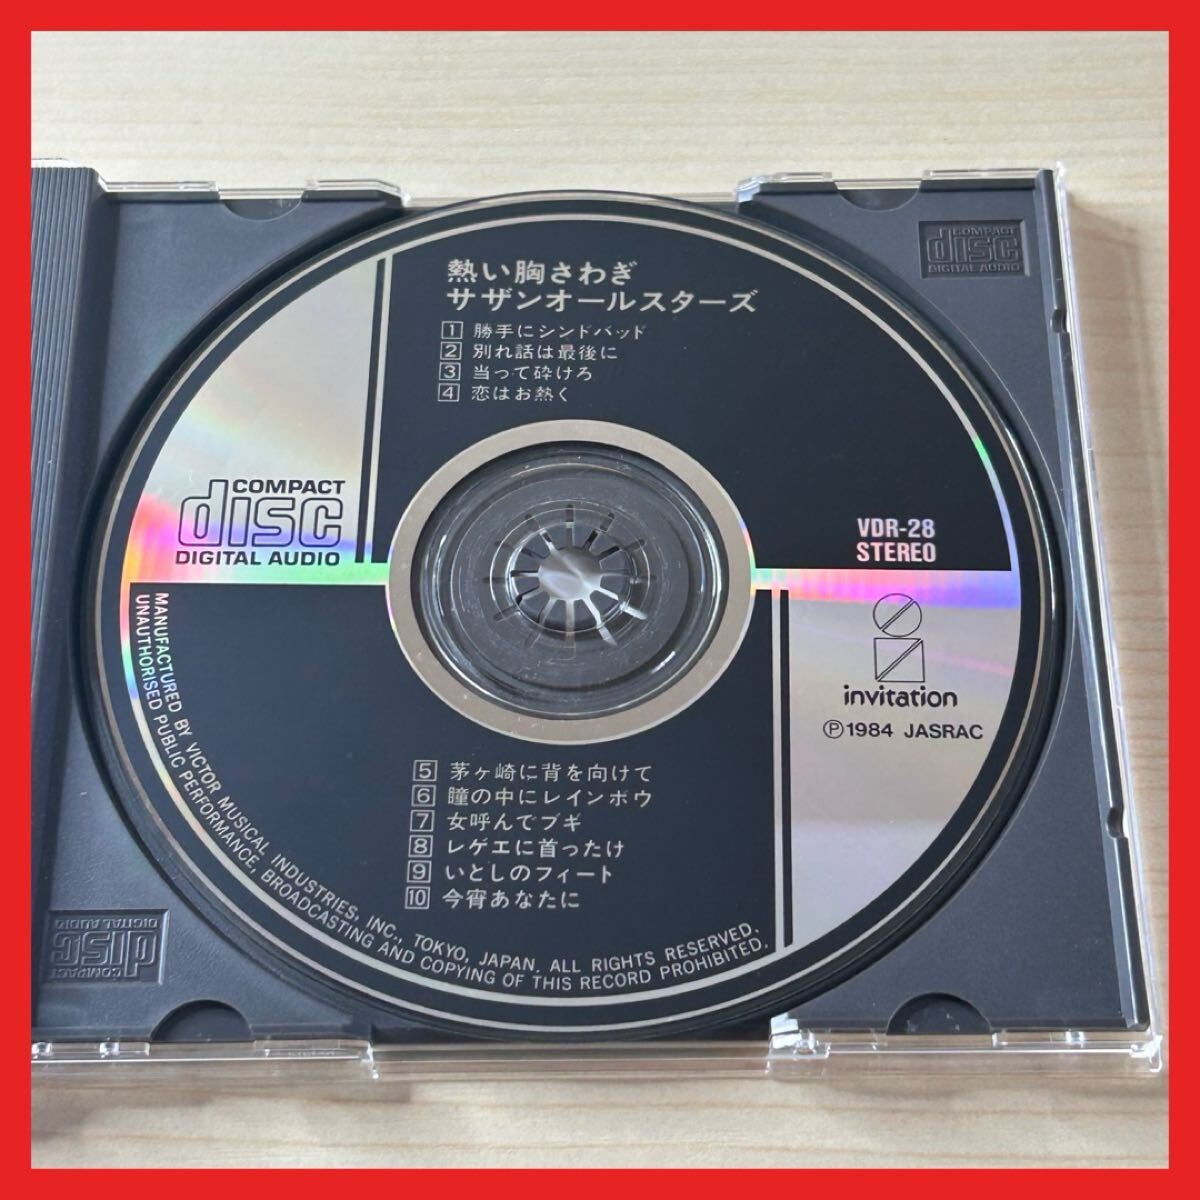 熱い胸さわぎ
サザンオールスターズ
1 勝手にシンドバッド
2 別れ話は最後に
3 当って砕けろ
4 恋はお熱く
COMPACT
disc
DIGITAL AUDIO
VDR-28
STEREO
invitation
Ⓟ1984 JASRAC
5 茅ヶ崎に背を向けて
6 瞳の中にレインボウ
7 女呼んでブギ
8 レゲエに首ったけ
9 いとしのフィート
10 今宵あなたに
MANUFACTURED BY VICTOR MUSICAL INDUSTRIES, INC., TOKYO, JAPAN. ALL RIGHTS RESERVED.
UNAUTHORISED PUBLIC PERFORMANCE, BROADCASTING AND COPYING OF THIS RECORD PROHIBITED.
COMPACT
disc
DIGITAL AUDIO
COMPACT
disc
DIGITAL AUDIO